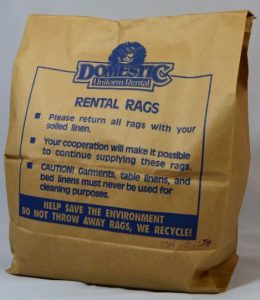 DOMESTIC
Uniform Rental
RENTAL RAGS
■ Please return all rags with your
soiled linen.
■ Your cooperation will make it possible
to continue supplying these rags.
■ CAUTION! Garments, table linens, and
bed linens must never be used for
cleaning purposes.
HELP SAVE THE ENVIRONMENT
DO NOT THROW AWAY RAGS, WE RECYCLE!